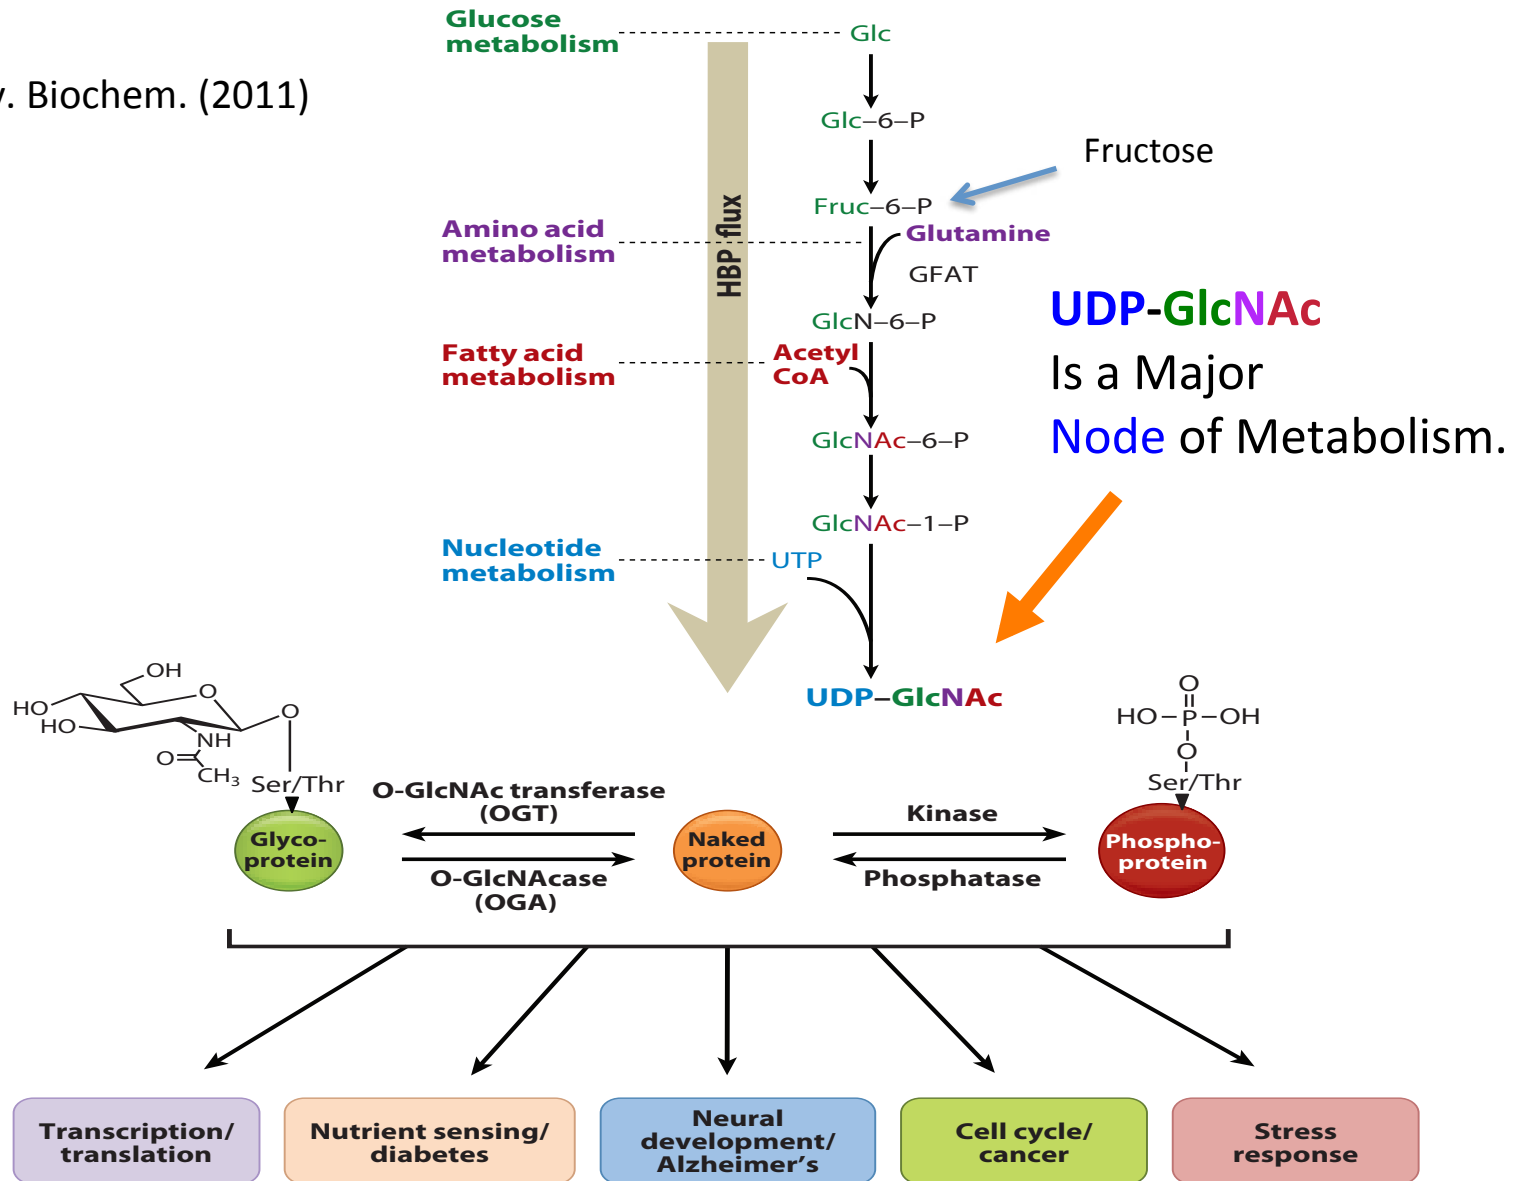 Glucose
metabolism
Glc
v. Biochem. (2011)
Glc–6–P
Fructose
Fruc–6–P
HBP flux
Amino acid
metabolism
Glutamine
GFAT
UDP-GlcNAc
Is a Major
Node of Metabolism.
GlcN–6–P
Fatty acid
metabolism
Acetyl
CoA
GlcNAc–6–P
GlcNAc–1–P
Nucleotide
metabolism
UTP
UDP–GlcNAc
OH
O
HO
HO
O
NH
O
CH3
Ser/Thr
O
HO–P–OH
O
Ser/Thr
O-GlcNAc transferase
(OGT)
Kinase
Glyco-
protein
Naked
protein
Phospho-
protein
O-GlcNAcase
(OGA)
Phosphatase
Transcription/
translation
Nutrient sensing/
diabetes
Neural
development/
Alzheimer’s
Cell cycle/
cancer
Stress
response